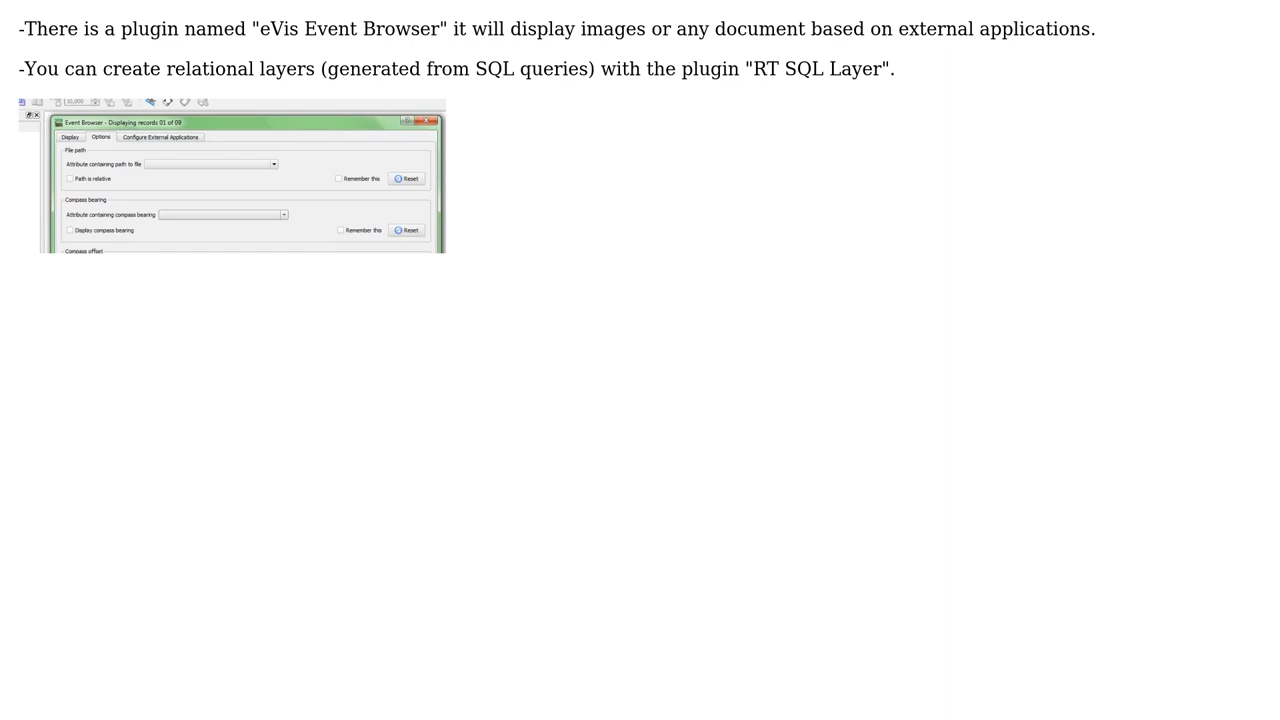 -There is a plugin named "eVis Event Browser" it will display images or any document based on external applications.
-You can create relational layers (generated from SQL queries) with the plugin "RT SQL Layer".
10,000
Event Browser - Displaying records 01 of 09
Display Options Configure External Applications
File path
Attribute containing path to file
Path is relative Remember this Reset
Compass bearing
Attribute containing compass bearing
Display compass bearing Remember this Reset
Compass offset